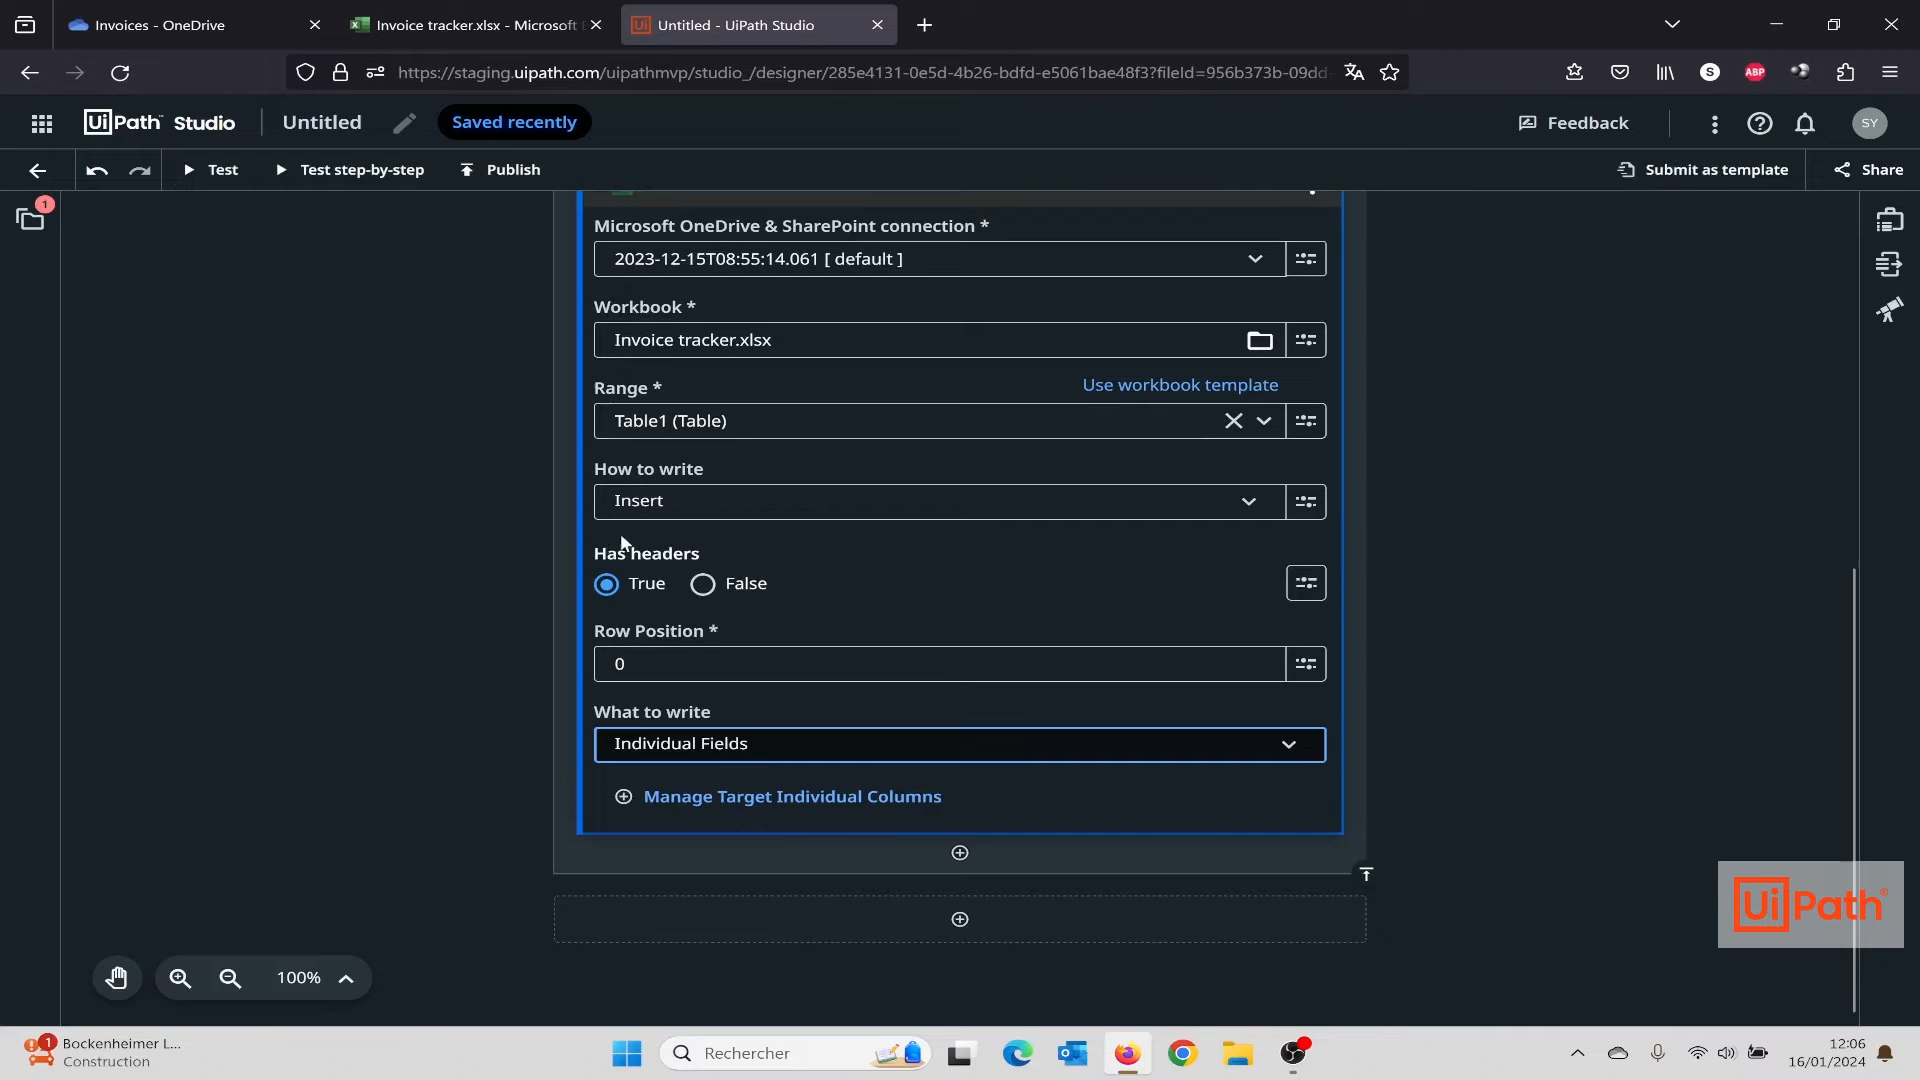 Invoices - OneDrive
Invoice tracker.xlsx - Microsoft
Untitled - UiPath Studio
https://staging.uipath.com/uipathmvp/studio_/designer/285e4131-0e5d-4b26-bdfd-e5061bae48f3?fileId=956b373b-09dd-
S
ABP
UiPath Studio
Untitled
Saved recently
Feedback
SY
Test
Test step-by-step
Publish
Submit as template
Share
1
Microsoft OneDrive & SharePoint connection *
2023-12-15T08:55:14.061 [ default ]
Workbook *
Invoice tracker.xlsx
Range *
Use workbook template
Table1 (Table)
How to write
Insert
Has headers
True
False
Row Position *
0
What to write
Individual Fields
Manage Target Individual Columns
UiPath
100%
1
Bockenheimer L...
Construction
Rechercher
12:06
16/01/2024